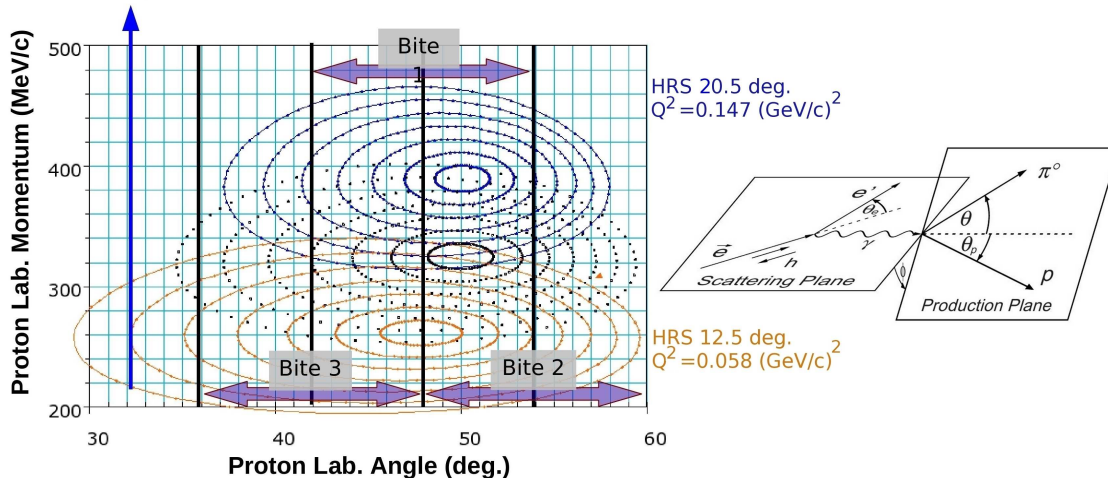 Proton Lab. Momentum (MeV/c)
500
400
300
200
30
40
50
60
Proton Lab. Angle (deg.)
Bite
1
Bite 3
Bite 2
HRS 20.5 deg.
Q²=0.147 (GeV/c)²
HRS 12.5 deg.
Q²=0.058 (GeV/c)²
e'
θe
e
h
γ
Scattering Plane
π°
θ
θp
p
ϕ
Production Plane